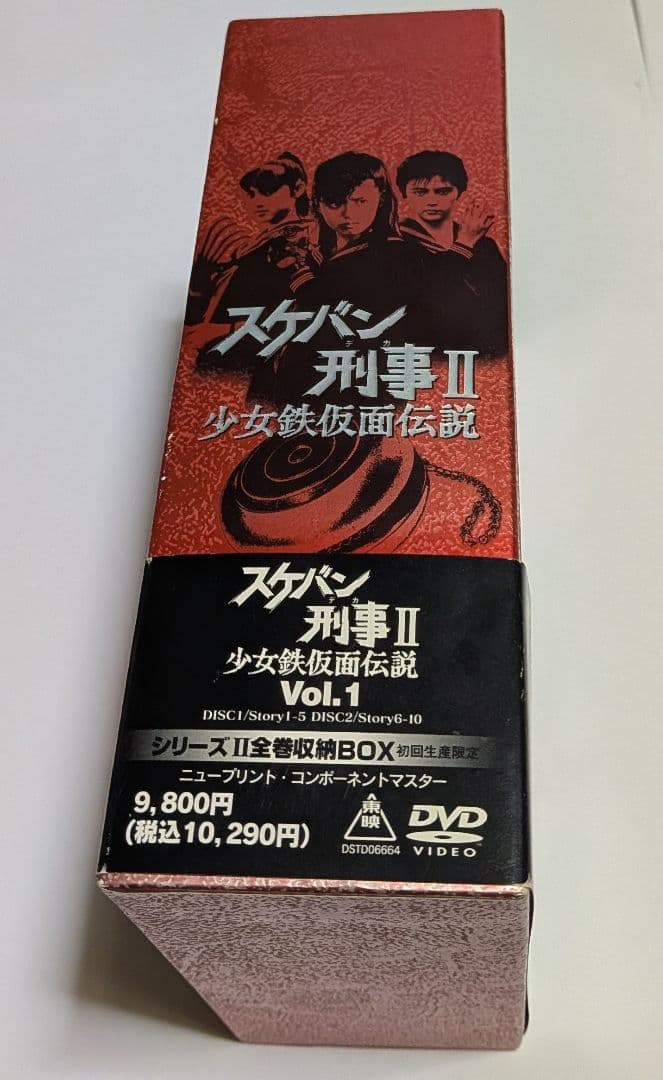 スケバン
デカ
刑事II
少女鉄仮面伝説
スケバン
デカ
刑事II
少女鉄仮面伝説
Vol.1
DISC1/Story1-5 DISC2/Story6-10
シリーズII全巻収納BOX初回生産限定
ニュープリント・コンポーネントマスター
9,800円
(税込10,290円)
東映
DSTD06664
DVD
VIDEO™